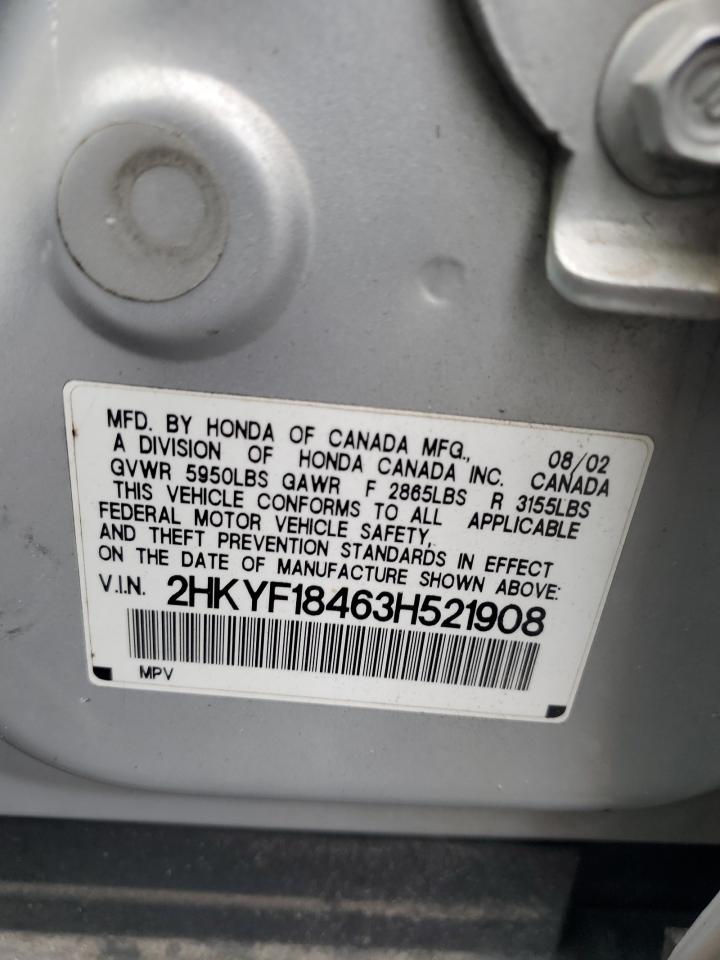 MFD. BY HONDA OF CANADA MFG., 08/02
A DIVISION OF HONDA CANADA INC. CANADA
GVWR 5950LBS GAWR F 2865LBS R 3155LBS
THIS VEHICLE CONFORMS TO ALL APPLICABLE
FEDERAL MOTOR VEHICLE SAFETY,
AND THEFT PREVENTION STANDARDS IN EFFECT
ON THE DATE OF MANUFACTURE SHOWN ABOVE:
V.I.N. 2HKYF18463H521908
MPV